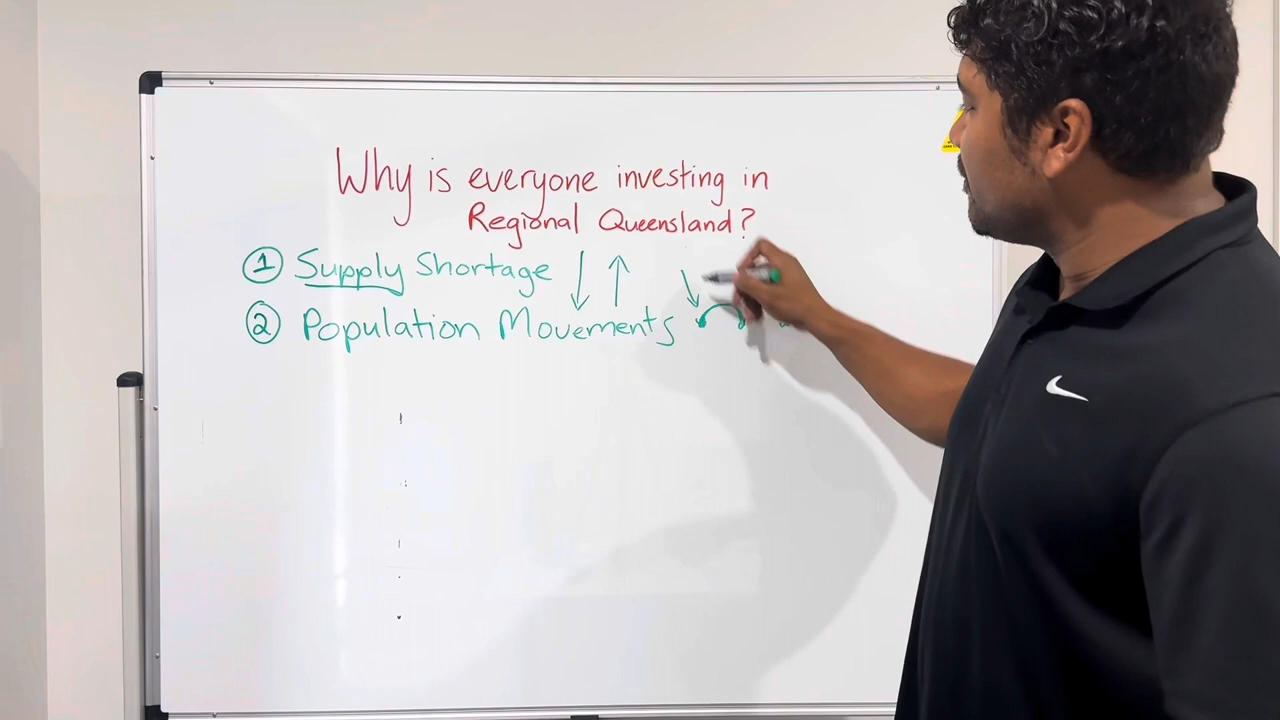 Why is everyone investing in
Regional Queensland?
① Supply Shortage
② Population Movements